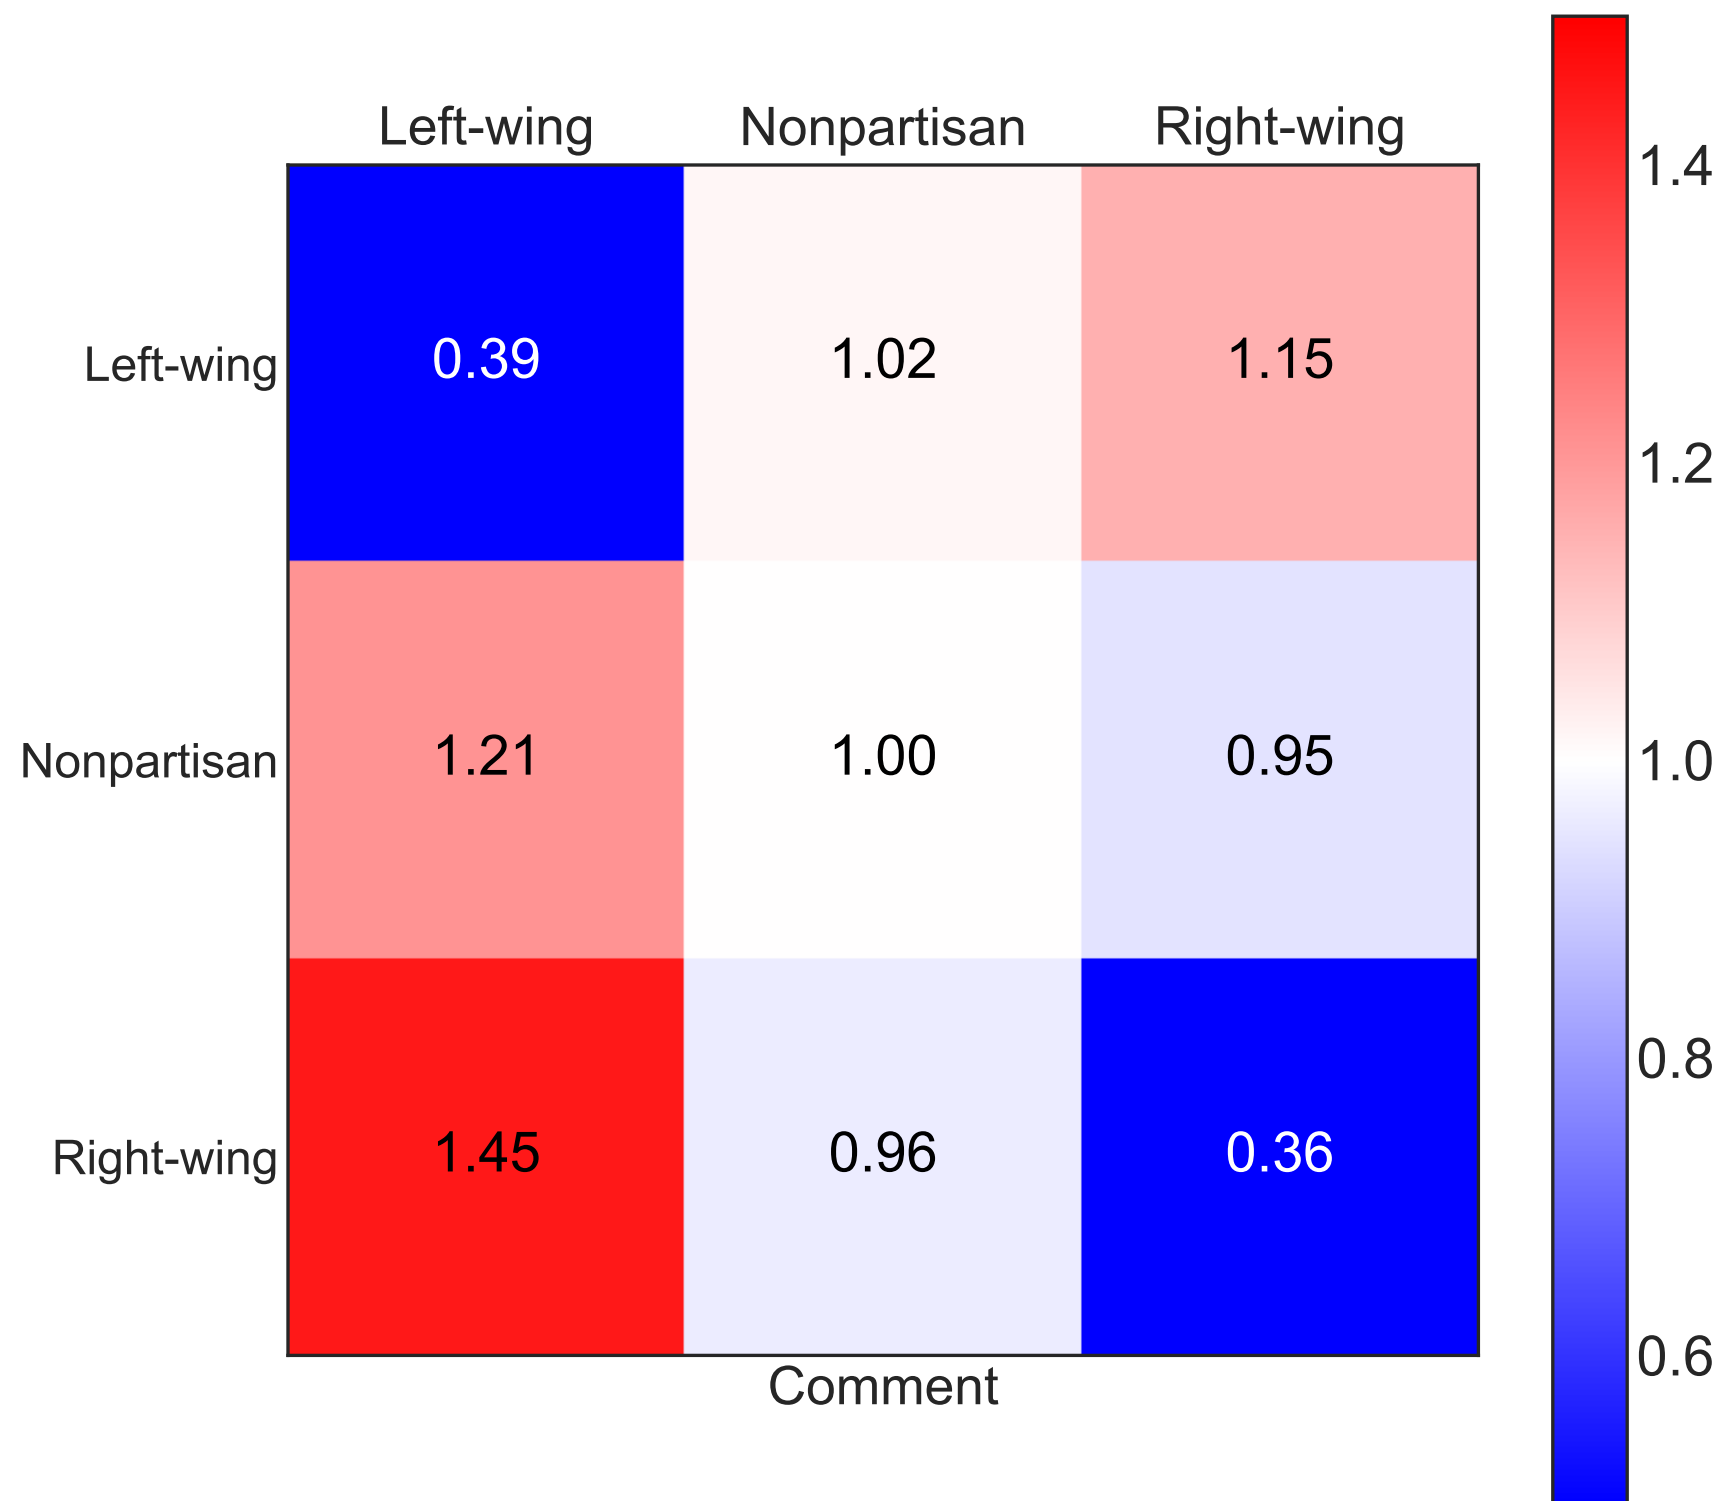 Left-wing Nonpartisan Right-wing
Left-wing 0.39 1.02 1.15
Nonpartisan 1.21 1.00 0.95
Right-wing 1.45 0.96 0.36
Comment
1.4
1.2
1.0
0.8
0.6